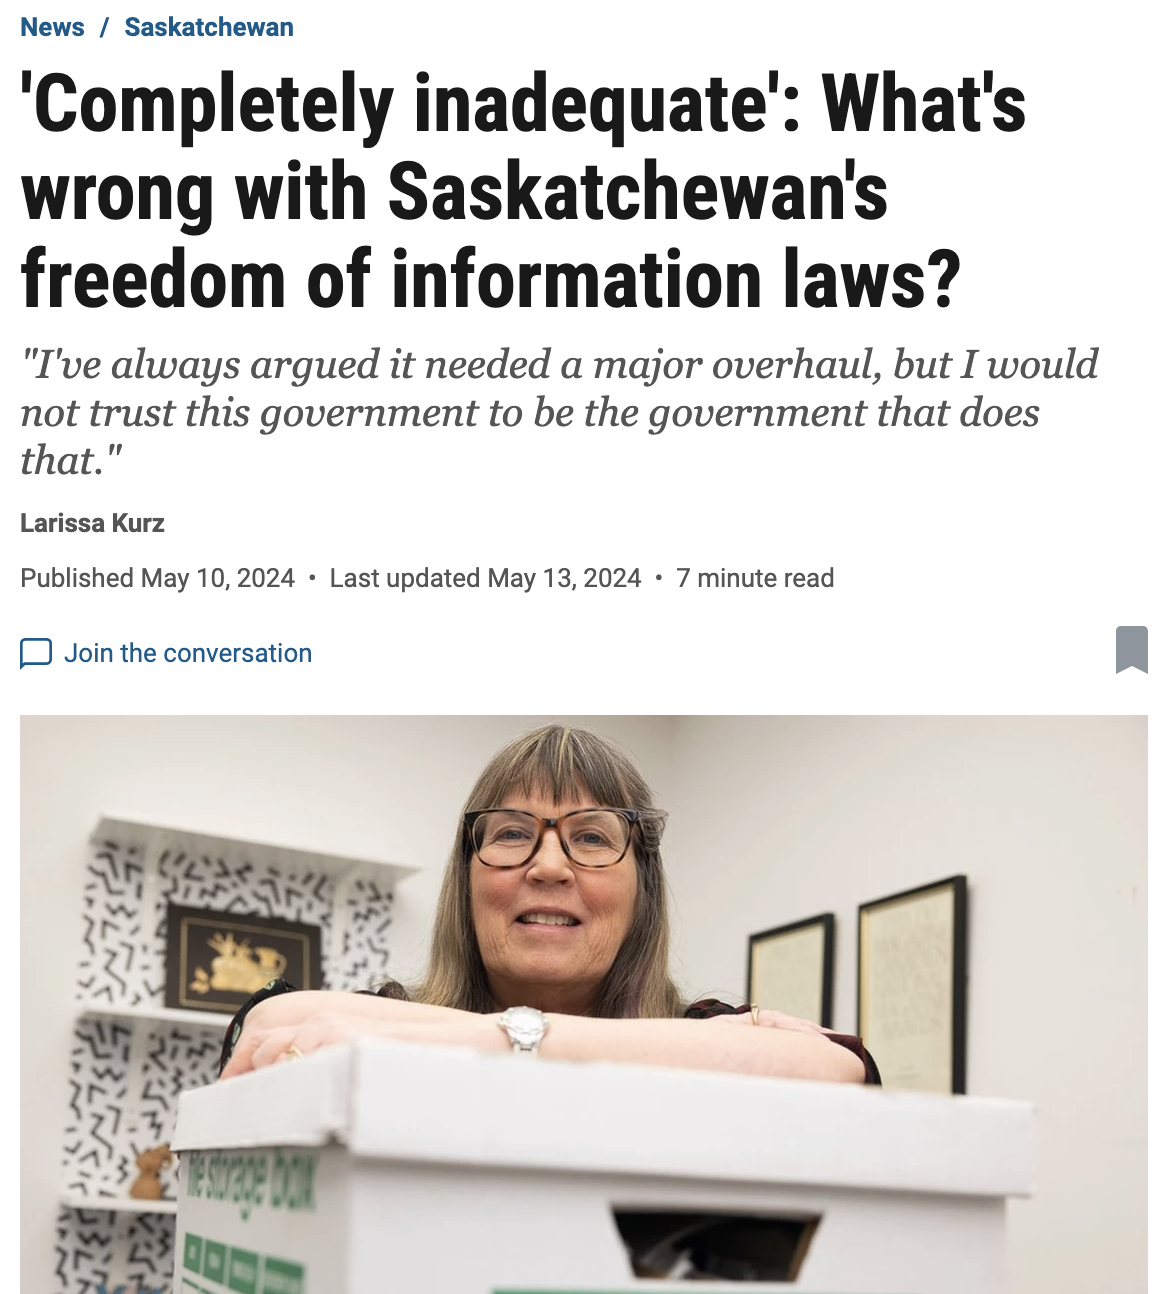 News / Saskatchewan
'Completely inadequate': What's
wrong with Saskatchewan's
freedom of information laws?
"I've always argued it needed a major overhaul, but I would
not trust this government to be the government that does
that."
Larissa Kurz
Published May 10, 2024 • Last updated May 13, 2024 • 7 minute read
Join the conversation
file storage box